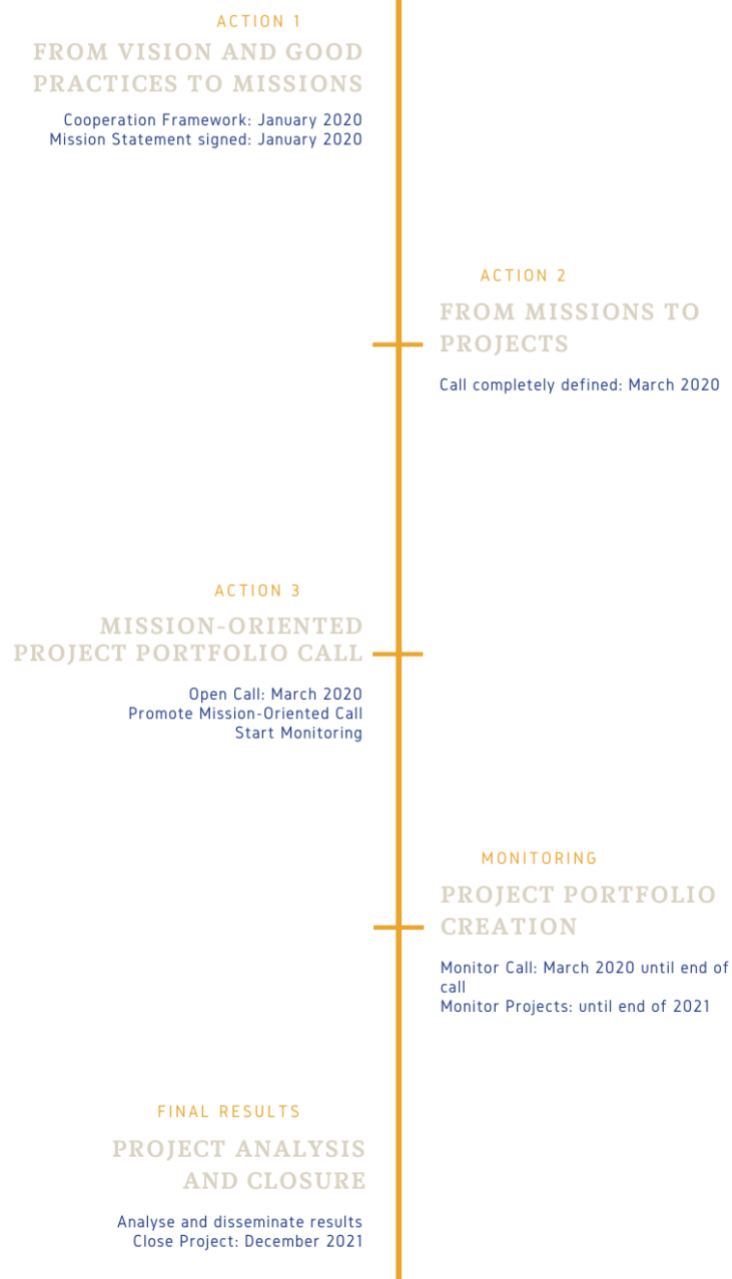 ACTION 1
FROM VISION AND GOOD
PRACTICES TO MISSIONS
Cooperation Framework: January 2020
Mission Statement signed: January 2020
ACTION 2
FROM MISSIONS TO
PROJECTS
Call completely defined: March 2020
ACTION 3
MISSION-ORIENTED
PROJECT PORTFOLIO CALL
Open Call: March 2020
Promote Mission-Oriented Call
Start Monitoring
MONITORING
PROJECT PORTFOLIO
CREATION
Monitor Call: March 2020 until end of
call
Monitor Projects: until end of 2021
FINAL RESULTS
PROJECT ANALYSIS
AND CLOSURE
Analyse and disseminate results
Close Project: December 2021